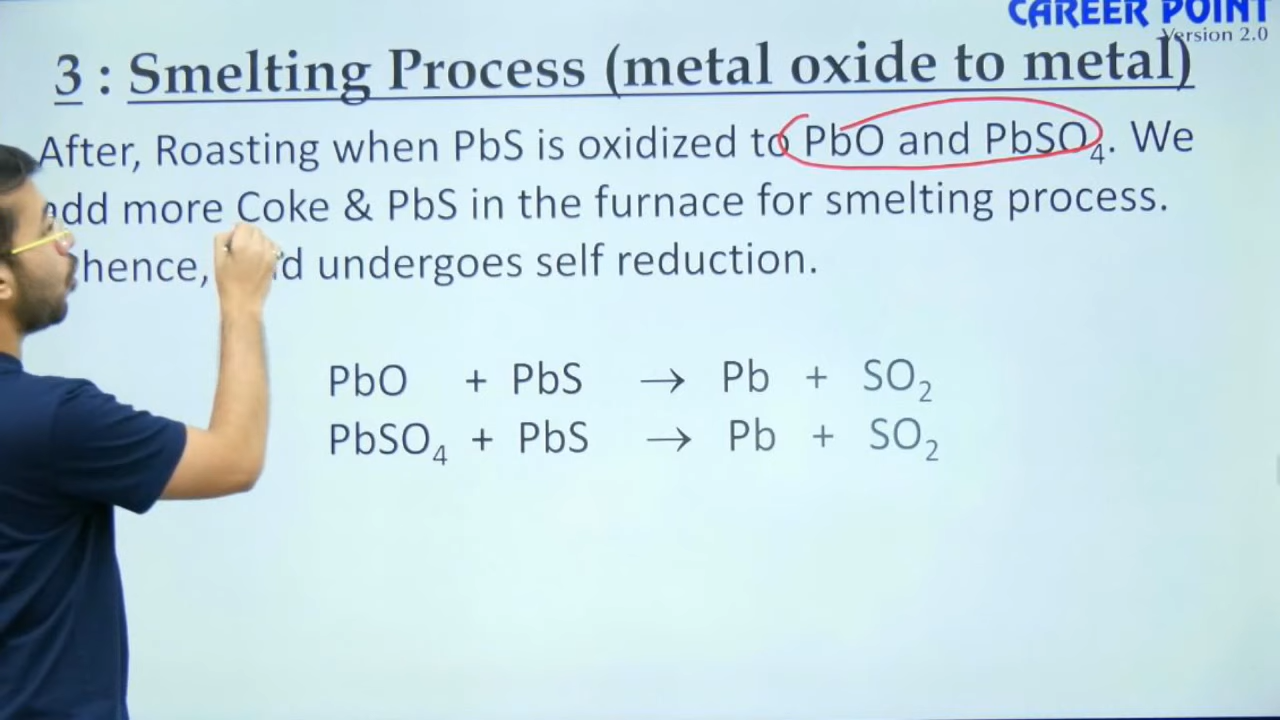 CAREER POINT
Version 2.0
3 : Smelting Process (metal oxide to metal)
After, Roasting when PbS is oxidized to PbO and PbSO₄. We
add more Coke & PbS in the furnace for smelting process.
hence, undergoes self reduction.
PbO + PbS → Pb + SO₂
PbSO₄ + PbS → Pb + SO₂